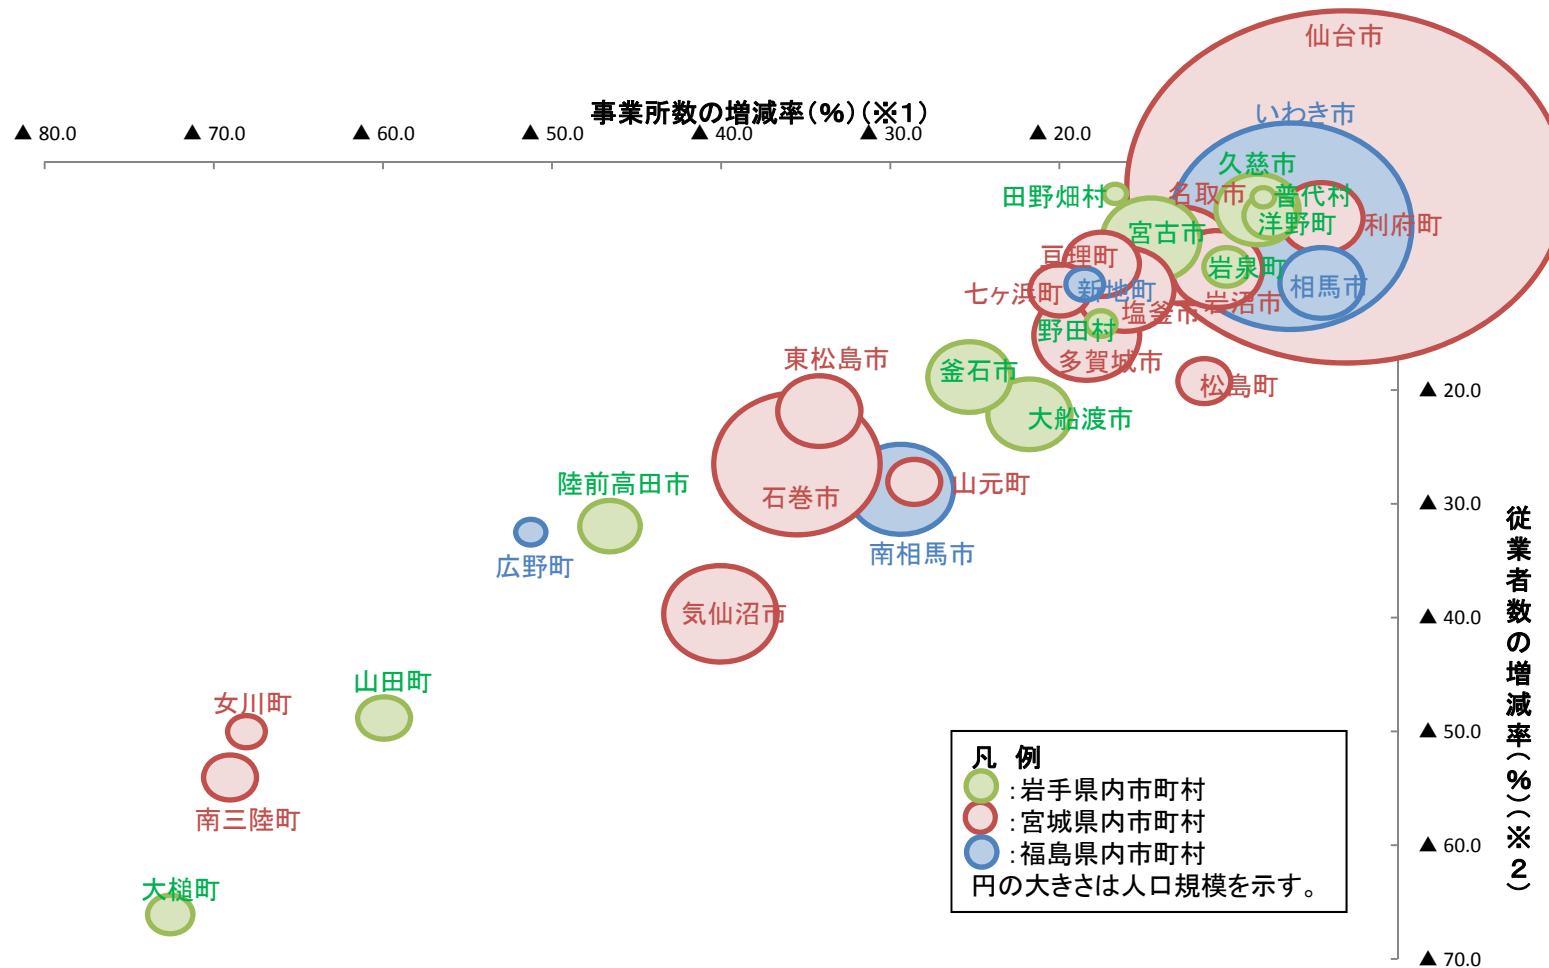 仙台市
事業所数の増減率(%)(※1)
いわき市
▲ 80.0
▲ 70.0
▲ 60.0
▲ 50.0
▲ 40.0
▲ 30.0
▲ 20.0
久慈市
田野畑村
名取市
普代村
宮古市
洋野町
利府町
亘理町
岩泉町
七ヶ浜町
新地町
相馬市
塩釜市
岩沼市
野田村
多賀城市
東松島市
釜石市
松島町
▲ 20.0
大船渡市
陸前高田市
石巻市
山元町
▲ 30.0
広野町
南相馬市
従業者数の増減率(%)(※2)
気仙沼市
▲ 40.0
山田町
女川町
▲ 50.0
南三陸町
凡 例
:岩手県内市町村
:宮城県内市町村
:福島県内市町村
円の大きさは人口規模を示す。
▲ 60.0
大槌町
▲ 70.0